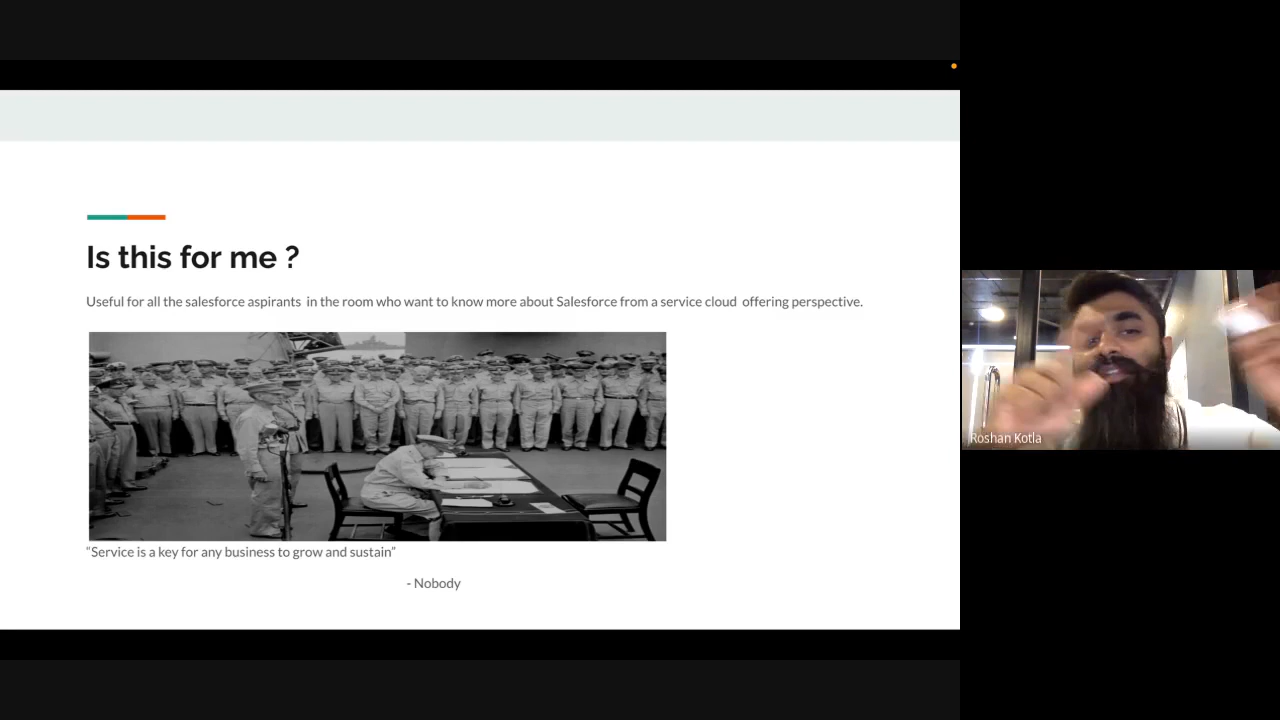 Is this for me ?
Useful for all the salesforce aspirants in the room who want to know more about Salesforce from a service cloud offering perspective.
“Service is a key for any business to grow and sustain”
- Nobody
Roshan Kotla